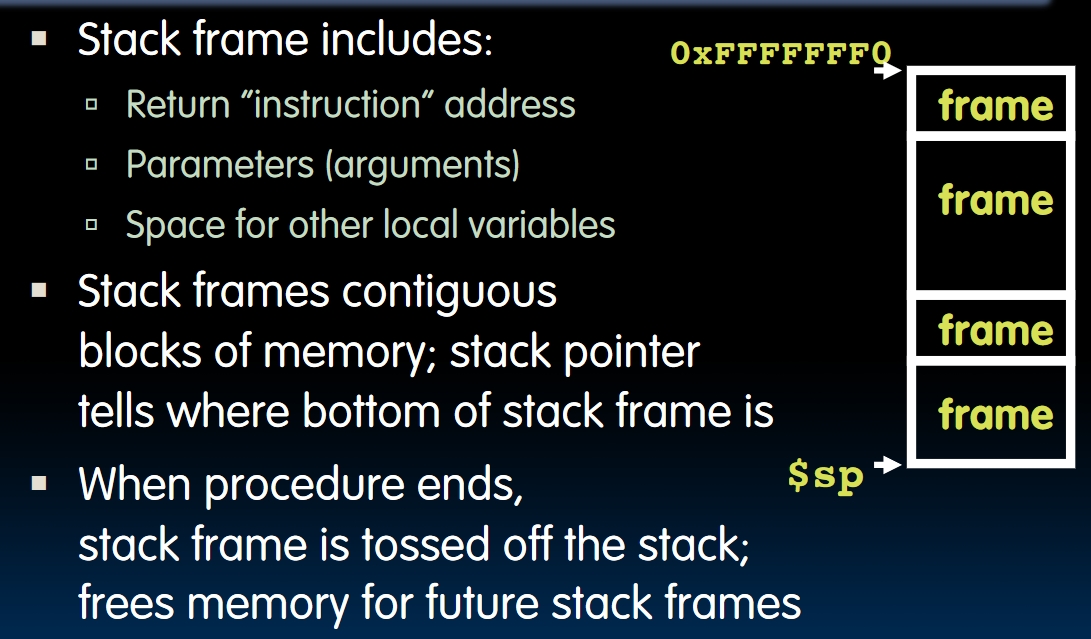 Stack frame includes:
Return “instruction” address
Parameters (arguments)
Space for other local variables
Stack frames contiguous
blocks of memory; stack pointer
tells where bottom of stack frame is
When procedure ends,
stack frame is tossed off the stack;
frees memory for future stack frames
0xFFFFFFF0
frame
frame
frame
frame
$sp